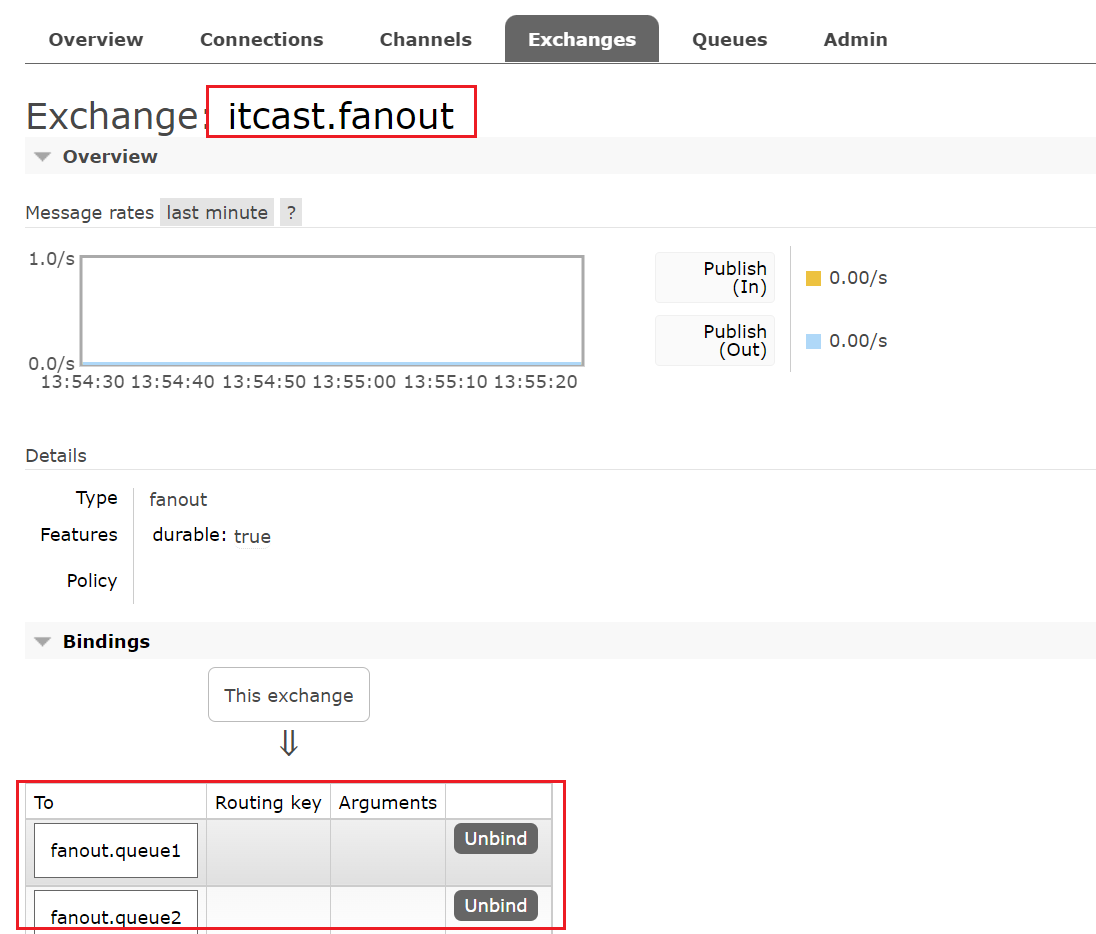 Overview Connections Channels Exchanges Queues Admin
Exchange: itcast.fanout
Overview
Message rates last minute ?
1.0/s
0.0/s
13:54:30 13:54:40 13:54:50 13:55:00 13:55:10 13:55:20
Publish
(In)
0.00/s
Publish
(Out)
0.00/s
Details
Type fanout
Features durable: true
Policy
Bindings
This exchange
⇓
To Routing key Arguments
fanout.queue1 Unbind
fanout.queue2 Unbind